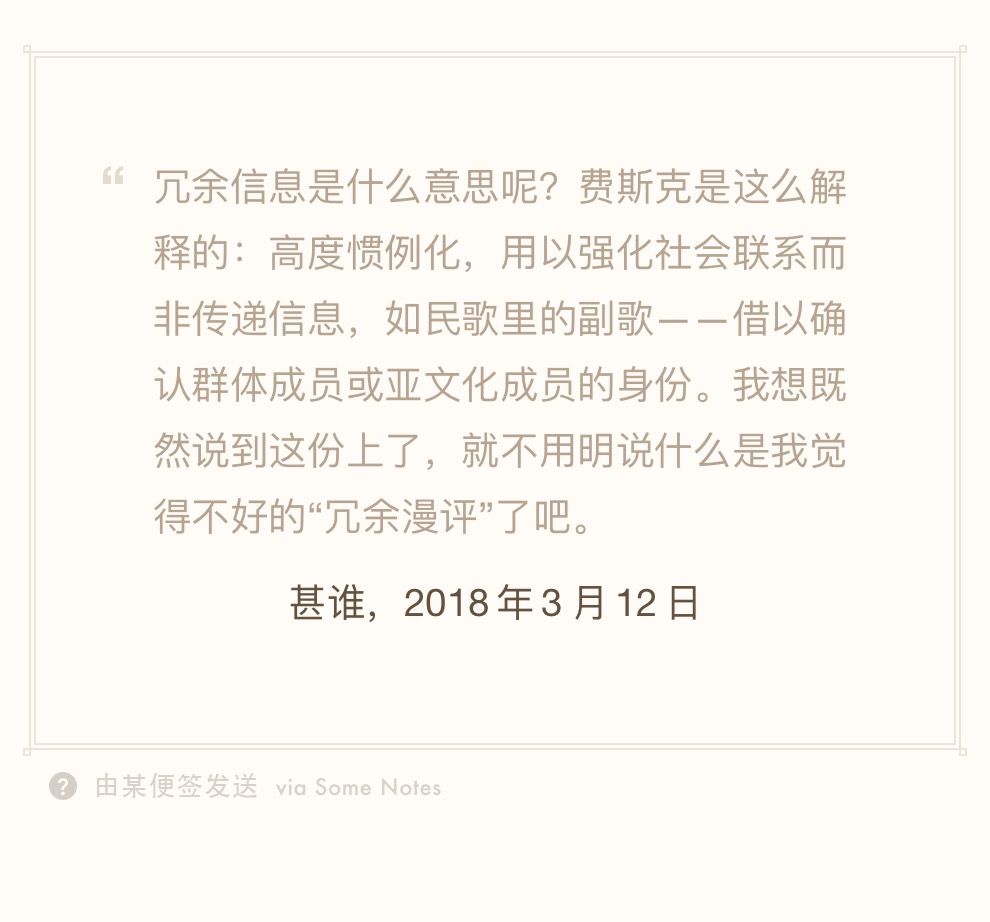 “ 冗余信息是什么意思呢？费斯克是这么解
释的：高度惯例化，用以强化社会联系而
非传递信息，如民歌里的副歌——借以确
认群体成员或亚文化成员的身份。我想既
然说到这份上了，就不用明说什么是我觉
得不好的“冗余漫评”了吧。
甚谁，2018 年 3 月 12 日
? 由某便签发送 via Some Notes